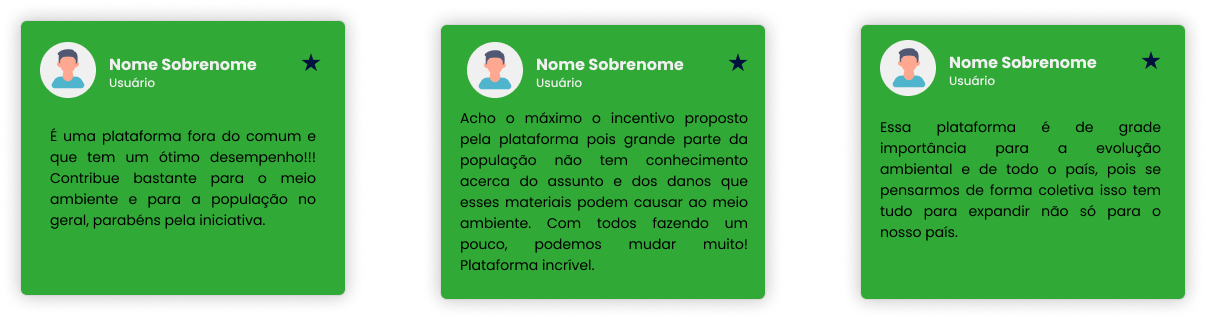 Nome Sobrenome
Usuário
É uma plataforma fora do comum e
que tem um ótimo desempenho!!!
Contribue bastante para o meio
ambiente e para a população no
geral, parabéns pela iniciativa.
Nome Sobrenome
Usuário
Acho o máximo o incentivo proposto
pela plataforma pois grande parte da
população não tem conhecimento
acerca do assunto e dos danos que
esses materiais podem causar ao meio
ambiente. Com todos fazendo um
pouco, podemos mudar muito!
Plataforma incrível.
Nome Sobrenome
Usuário
Essa plataforma é de grade
importância para a evolução
ambiental e de todo o país, pois se
pensarmos de forma coletiva isso tem
tudo para expandir não só para o
nosso país.